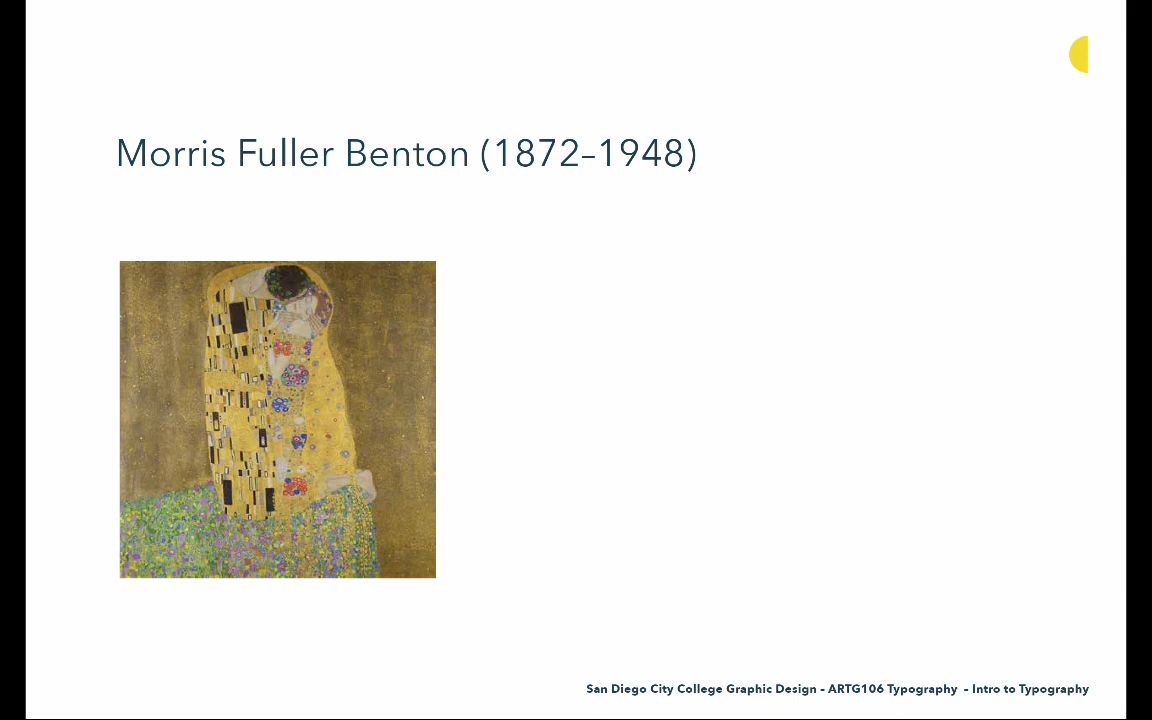 Morris Fuller Benton (1872–1948)
San Diego City College Graphic Design – ARTG106 Typography – Intro to Typography